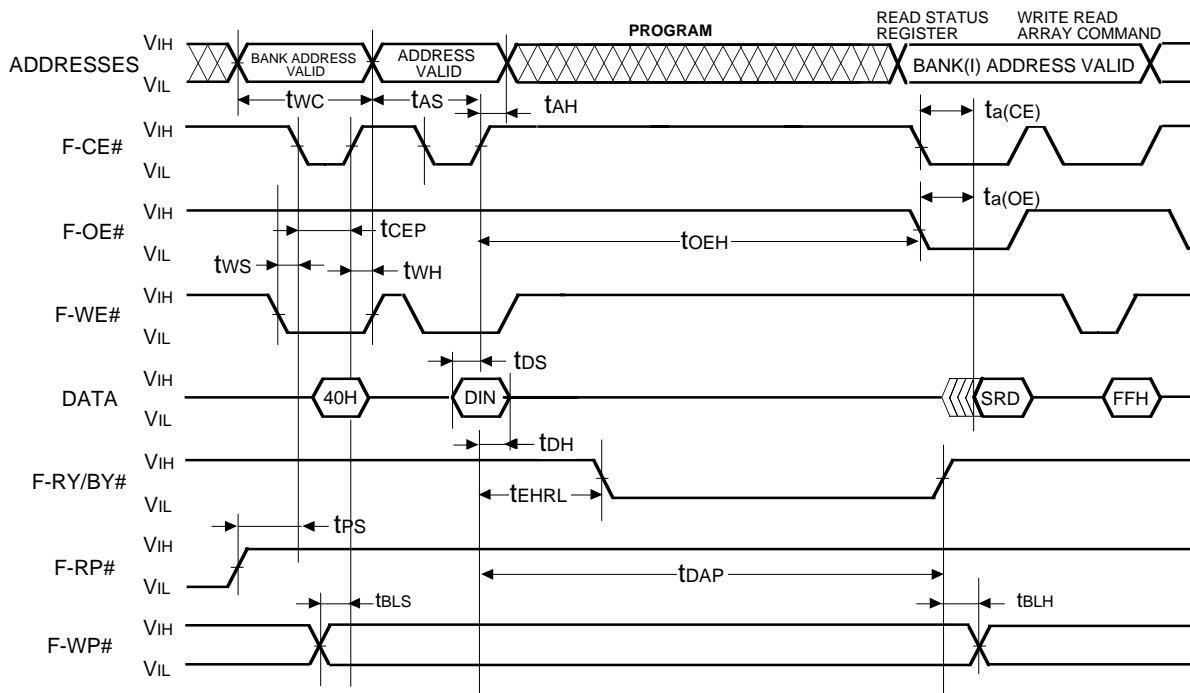 PROGRAM
READ STATUS REGISTER
WRITE READ ARRAY COMMAND
ADDRESSES
VIH
VIL
BANK ADDRESS VALID
ADDRESS VALID
BANK(I) ADDRESS VALID
tWC
tAS
tAH
ta(CE)
F-CE#
VIH
VIL
F-OE#
VIH
VIL
tCEP
tOEH
ta(OE)
tWS
tWH
F-WE#
VIH
VIL
tDS
DATA
VIH
VIL
40H
DIN
SRD
FFH
tDH
F-RY/BY#
VIH
VIL
tEHRL
tPS
F-RP#
VIH
VIL
tDAP
tBLS
tBLH
F-WP#
VIH
VIL